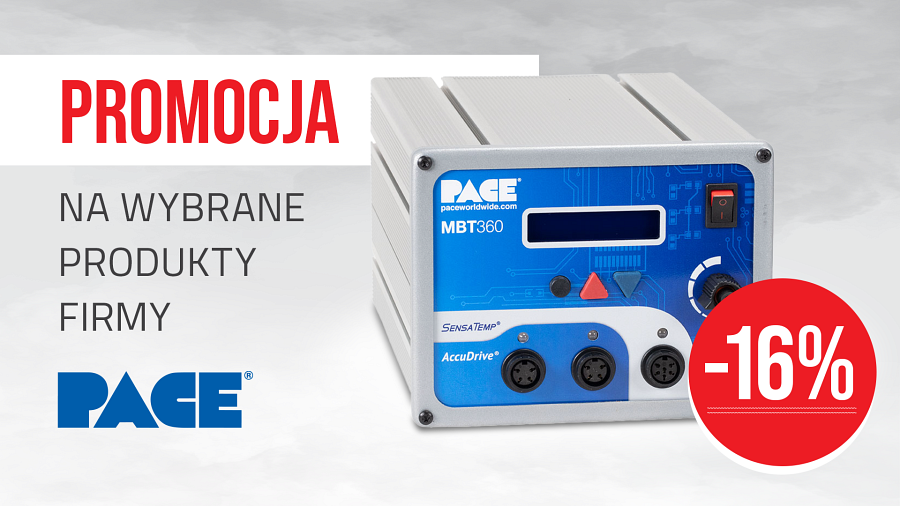 PROMOCJA
NA WYBRANE
PRODUKTY
FIRMY
PACE®
PACE®
paceworldwide.com
MBT360
SENSATEMP®
AccuDrive®
-16%